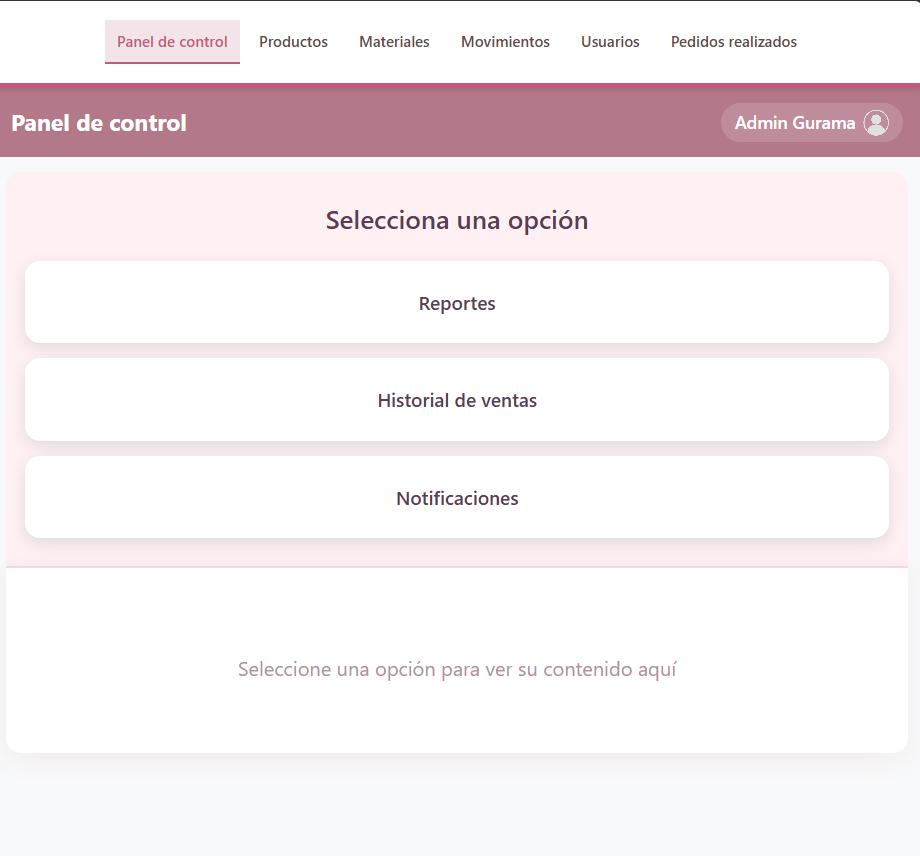 Panel de control Productos Materiales Movimientos Usuarios Pedidos realizados
Panel de control Admin Gurama
Selecciona una opción
Reportes
Historial de ventas
Notificaciones
Seleccione una opción para ver su contenido aquí